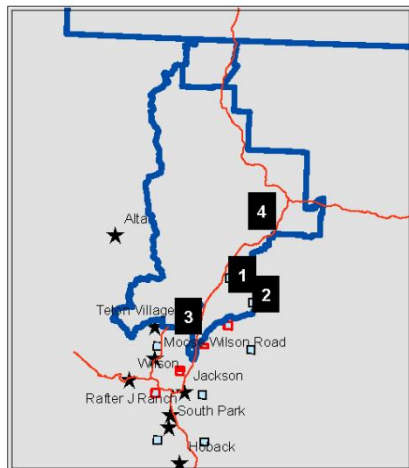 4
Alta
1
2
3
Teton Village
Moose-Wilson Road
Wilson
Jackson
Rafter J Ranch
South Park
Hoback